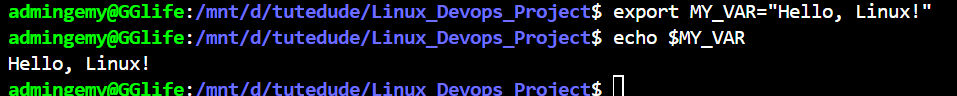 admingemy@GGlife:/mnt/d/tutedude/Linux_Devops_Project$ export MY_VAR="Hello, Linux!"
admingemy@GGlife:/mnt/d/tutedude/Linux_Devops_Project$ echo $MY_VAR
Hello, Linux!
admingemy@GGlife:/mnt/d/tutedude/Linux_Devops_Project$